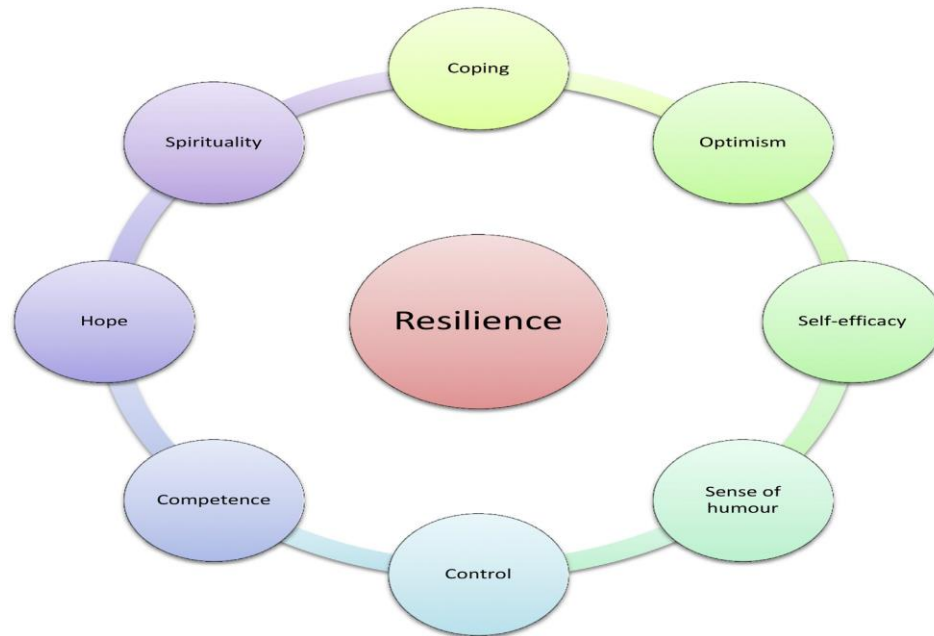 Coping
Optimism
Spirituality
Resilience
Hope
Self-efficacy
Competence
Sense of
humour
Control